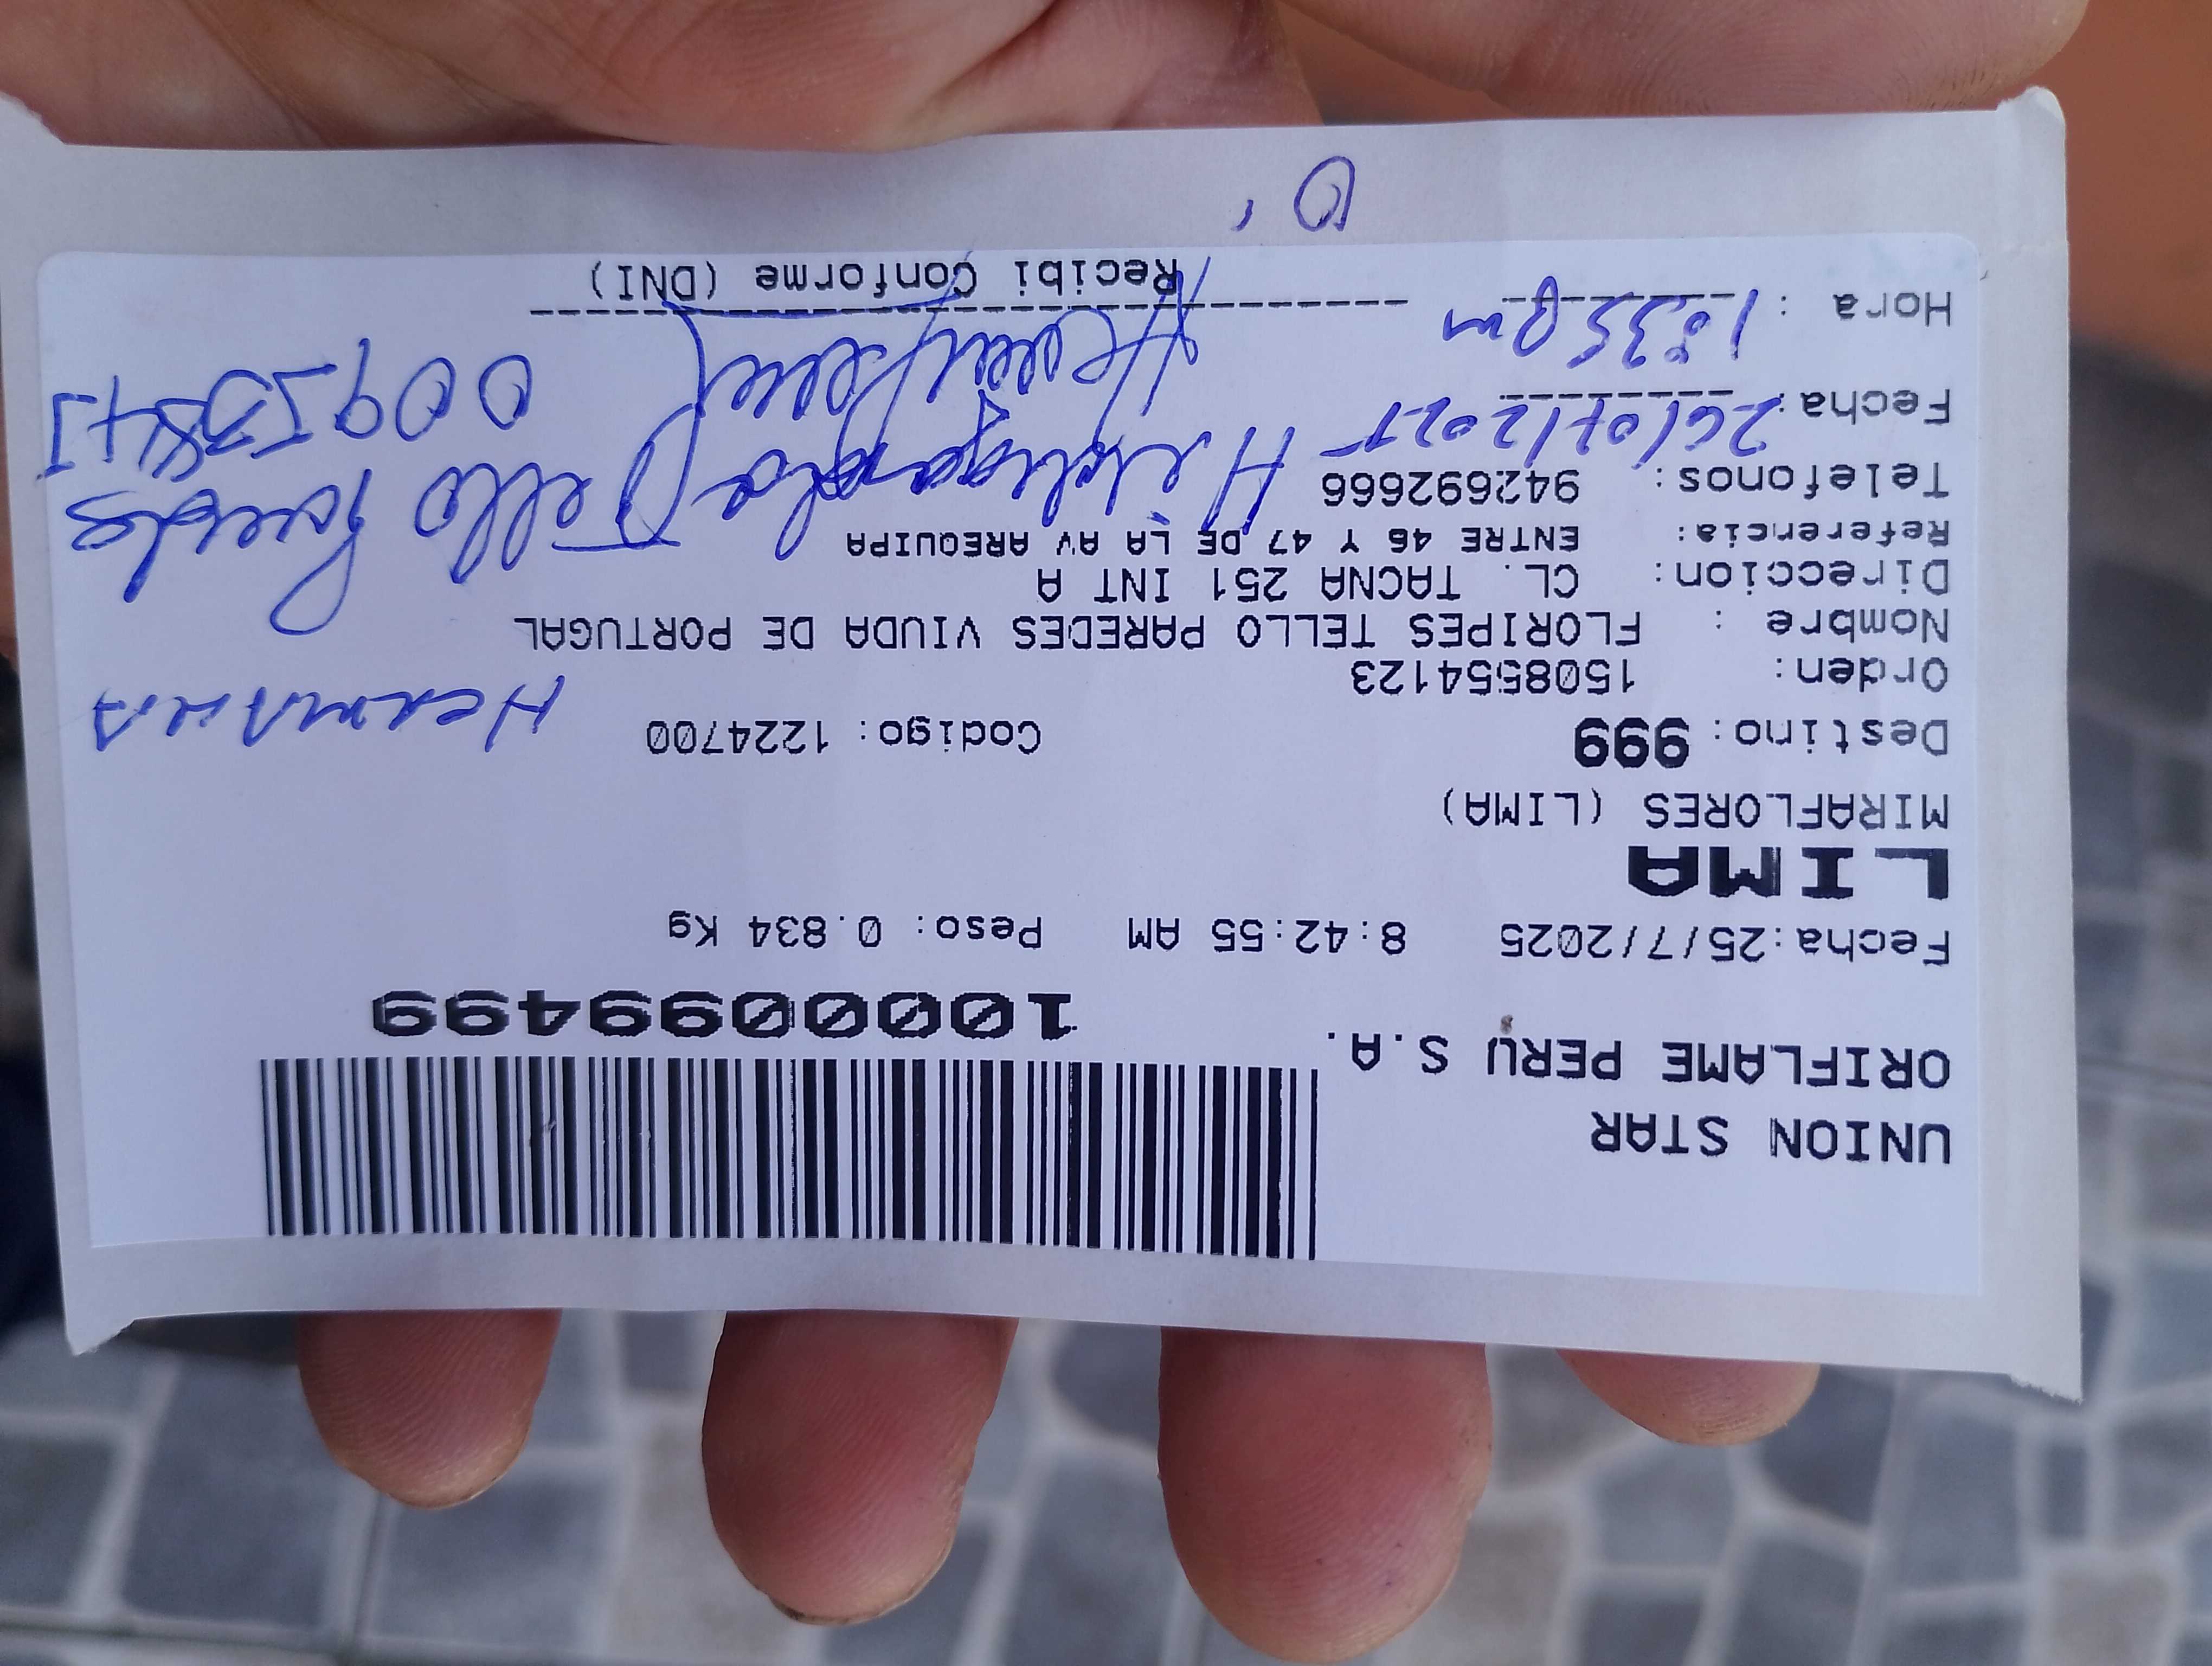 UNION STAR
ORIFLAME PERU S.A.
1000099499
Fecha:25/7/2025 8:42:55 AM Peso: 0.834 Kg
LIMA
MIRAFLORES (LIMA)
Destino: 999 Codigo: 1224700
Hermana
Orden: 1508554123
Nombre : FLORIPES TELLO PAREDES VIUDA DE PORTUGAL
Direccion: CL. TACNA 251 INT A
Referencia: ENTRE 46 Y 47 DE LA AV AREQUIPA
Telefonos: 942692666
Tello
Fecha: 26/07/2025
Hora : 1:35 pm
Recibi Conforme (DNI)